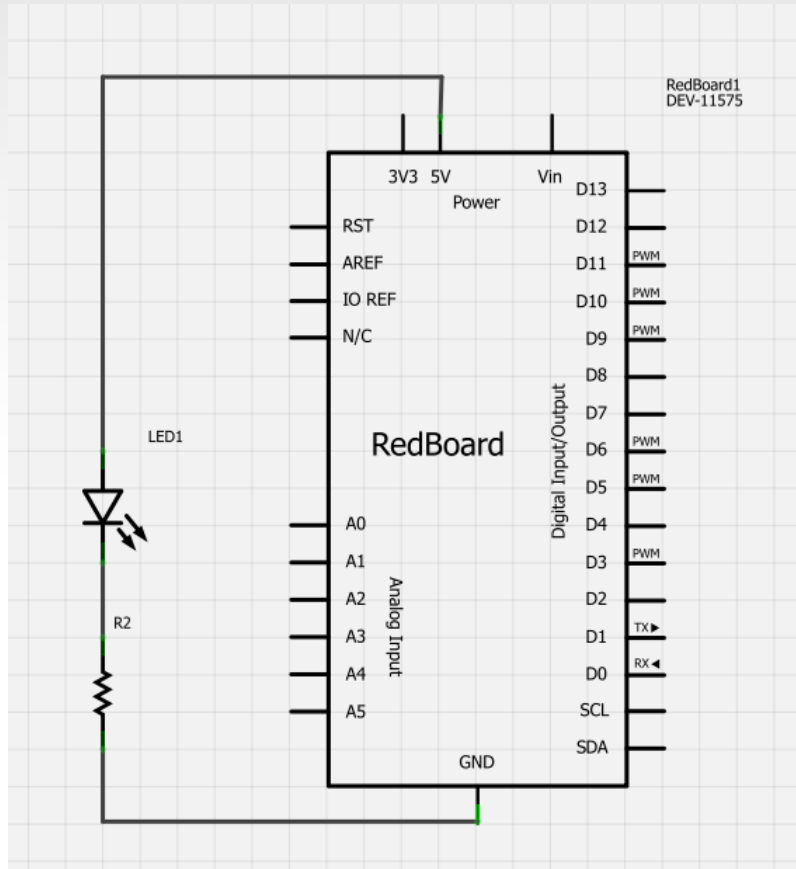 RedBoard1
DEV-11575
3V3 5V Vin
Power
D13
RST D12
AREF D11 PWM
IO REF D10 PWM
N/C D9 PWM
D8
D7
LED1 RedBoard D6 PWM
Digital Input/Output
D5 PWM
A0 D4
A1 D3 PWM
A2 D2
R2
A3 D1 TX
Analog Input
A4 D0 RX
A5 SCL
SDA
GND